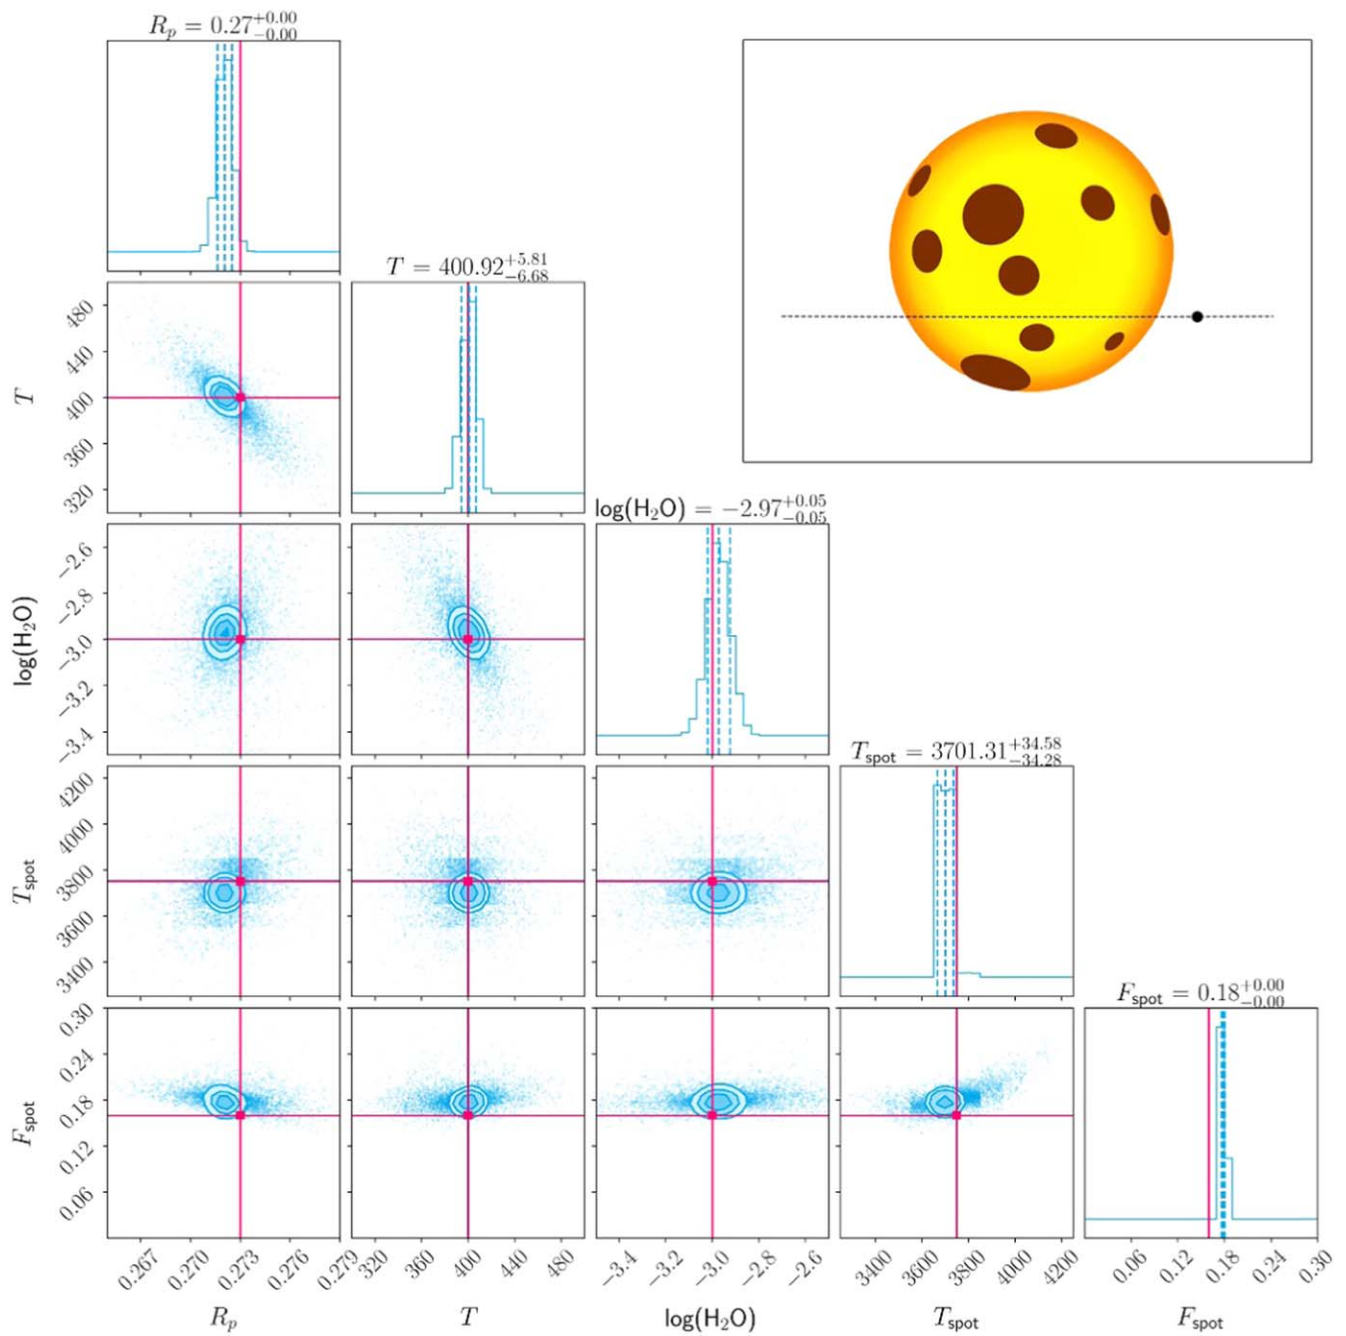 R_p = 0.27^{+0.00}_{-0.00}
T = 400.92^{+5.81}_{-6.68}
480
440
400
360
320
T
log(H₂O) = −2.97^{+0.05}_{-0.05}
−2.6
−2.8
−3.0
−3.2
−3.4
log(H₂O)
T_spot = 3701.31^{+34.58}_{-34.28}
4200
4000
3800
3600
3400
T_spot
F_spot = 0.18^{+0.00}_{-0.00}
0.30
0.24
0.18
0.12
0.06
F_spot
0.267 0.270 0.273 0.276 0.279 320 360 400 440 480 −3.4 −3.2 −3.0 −2.8 −2.6 3400 3600 3800 4000 4200 0.06 0.12 0.18 0.24 0.30
R_p T log(H₂O) T_spot F_spot